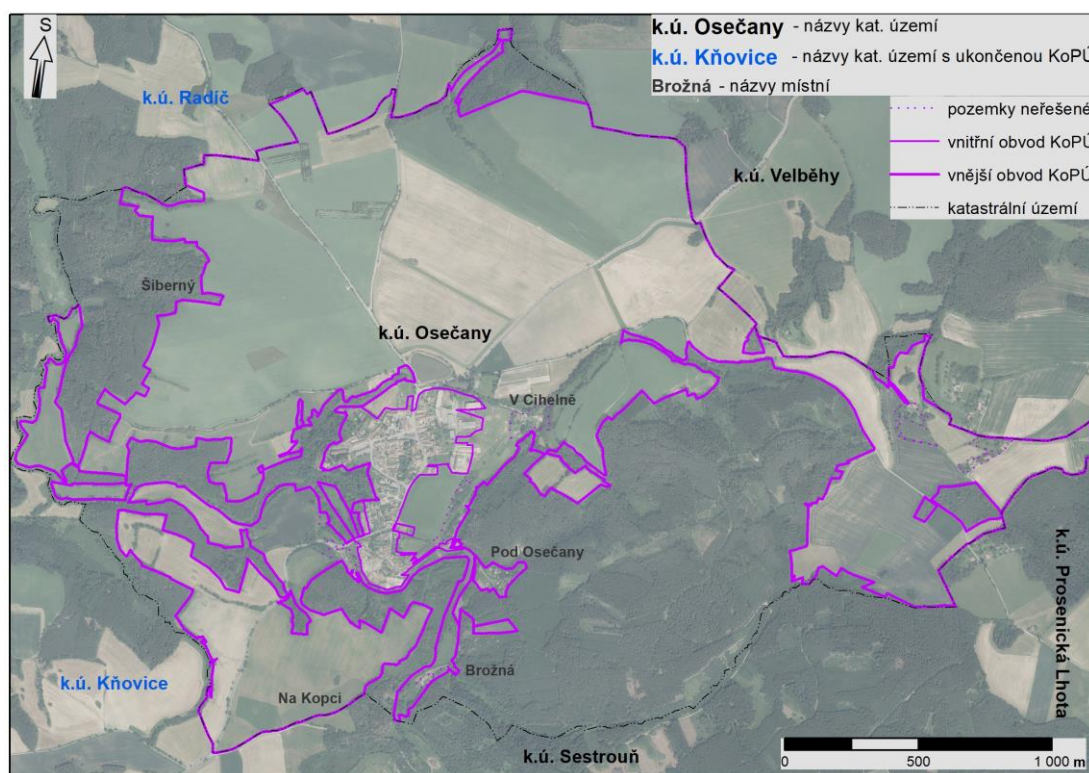 S
k.ú. Osečany - názvy kat. území
k.ú. Kňovice - názvy kat. území s ukončenou KoPÚ
Brožná - názvy místní
pozemky neřešené
vnitřní obvod KoPÚ
vnější obvod KoPÚ
katastrální území
k.ú. Radíč
k.ú. Velběhy
Šiberný
k.ú. Osečany
V Cihelně
Pod Osečany
k.ú. Prosenická Lhota
Brožná
k.ú. Kňovice
Na Kopci
k.ú. Sestrouň
0 500 1 000 m